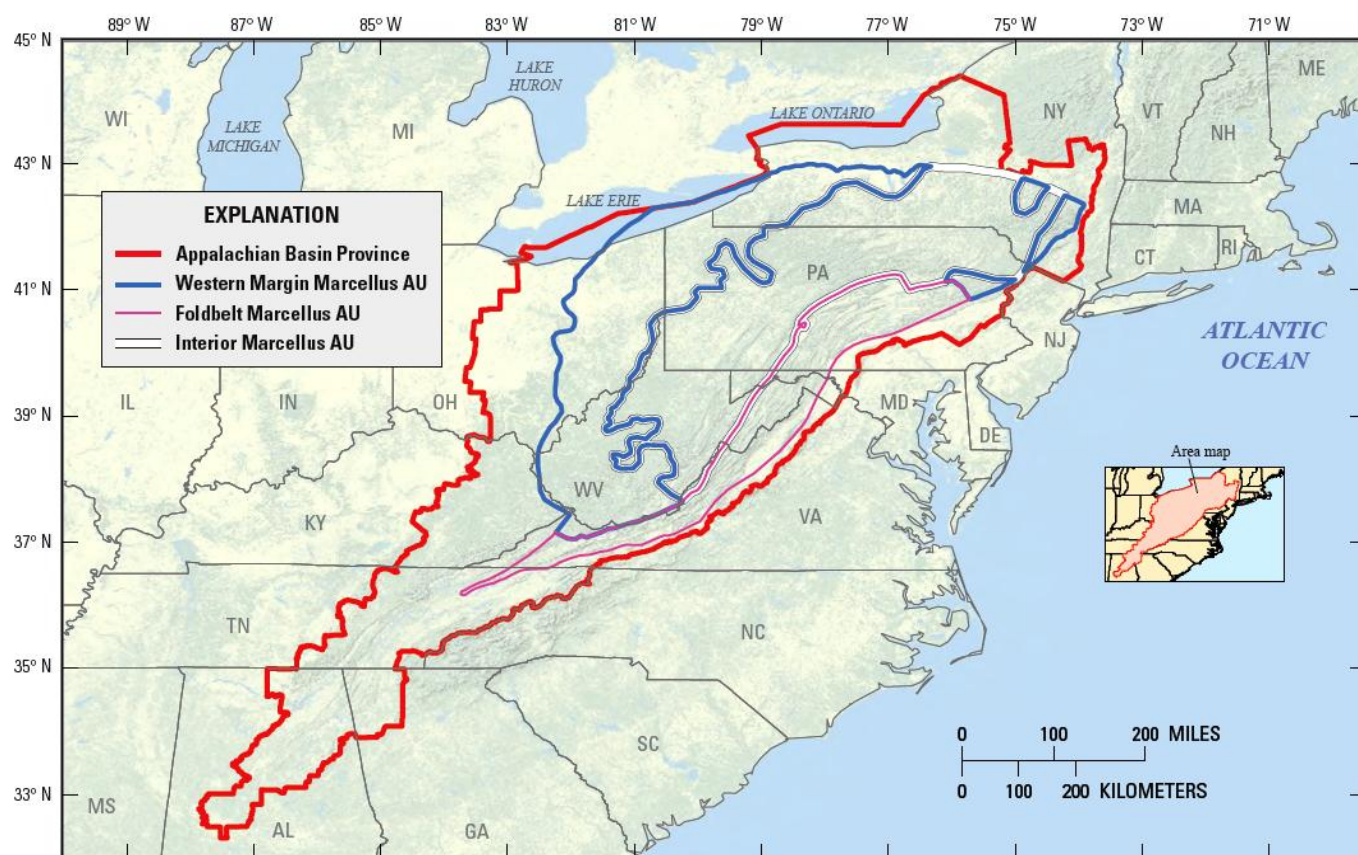 89° W 87° W 85° W 83° W 81° W 79° W 77° W 75° W 73° W 71° W
45° N
43° N
41° N
39° N
37° N
35° N
33° N
WI
LAKE
MICHIGAN
MI
LAKE
HURON
LAKE ONTARIO
NY
VT
NH
ME
LAKE ERIE
MA
CT
RI
PA
NJ
EXPLANATION
Appalachian Basin Province
Western Margin Marcellus AU
Foldbelt Marcellus AU
Interior Marcellus AU
ATLANTIC
OCEAN
IL
IN
OH
MD
DE
WV
KY
VA
Area map
TN
NC
SC
MS
AL
GA
0 100 200 MILES
0 100 200 KILOMETERS